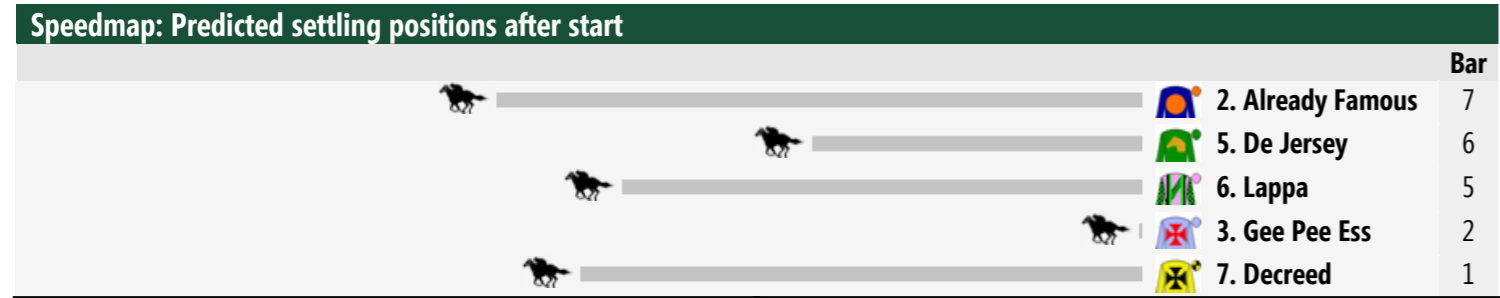 Speedmap: Predicted settling positions after start
Bar
2. Already Famous 7
5. De Jersey 6
6. Lappa 5
3. Gee Pee Ess 2
7. Decreed 1